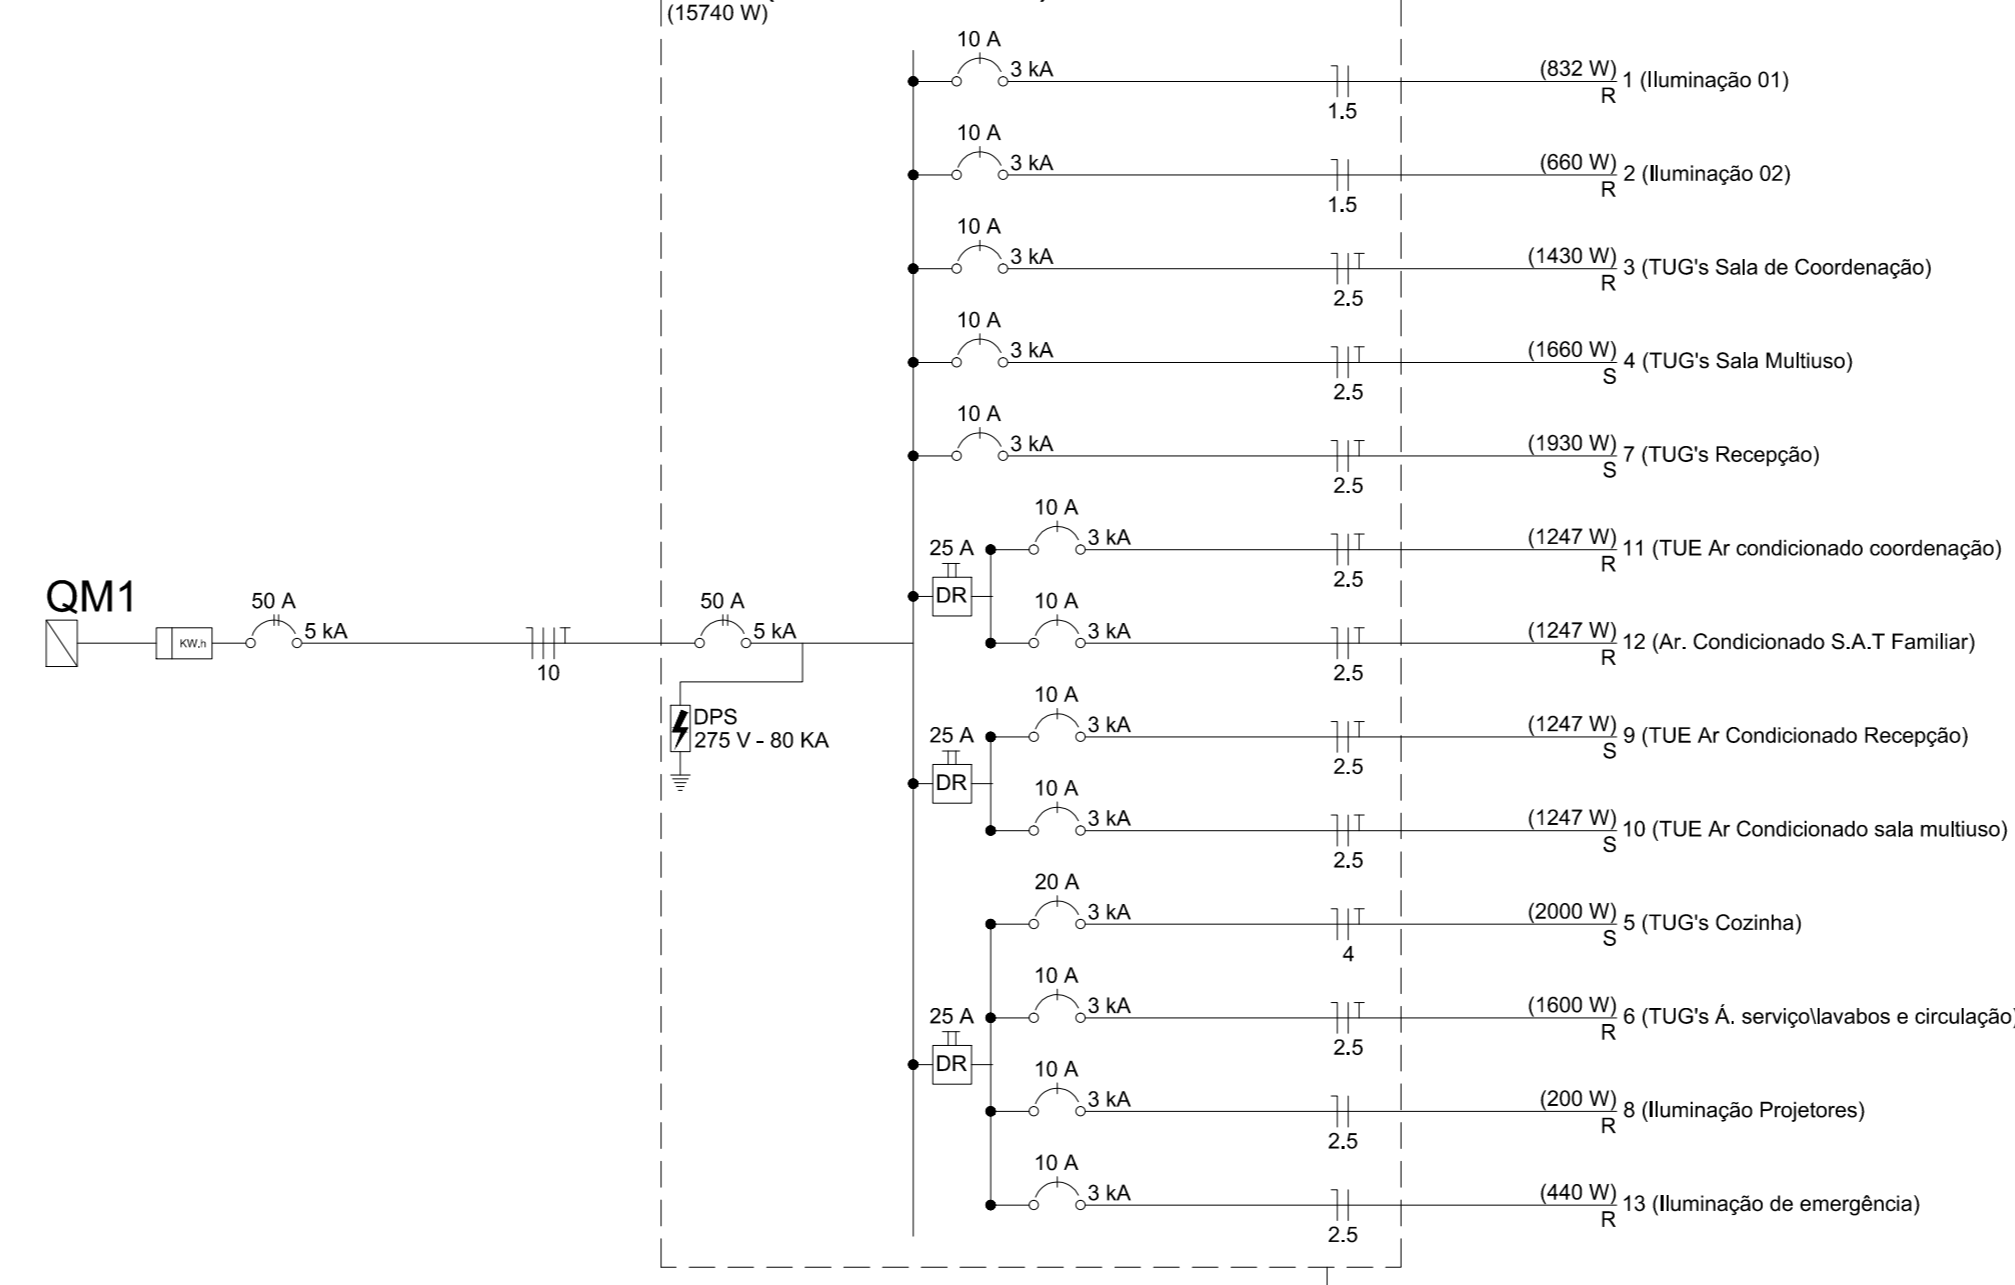 (15740 W)
10 A
3 kA
1.5
(832 W)
R
1 (Iluminação 01)
10 A
3 kA
1.5
(660 W)
R
2 (Iluminação 02)
10 A
3 kA
2.5
(1430 W)
R
3 (TUG's Sala de Coordenação)
10 A
3 kA
2.5
(1660 W)
S
4 (TUG's Sala Multiuso)
10 A
3 kA
2.5
(1930 W)
S
7 (TUG's Recepção)
QM1
KW.h
50 A
5 kA
10
50 A
5 kA
DPS
275 V - 80 KA
25 A
DR
10 A
3 kA
2.5
(1247 W)
R
11 (TUE Ar condicionado coordenação)
10 A
3 kA
2.5
(1247 W)
R
12 (Ar. Condicionado S.A.T Familiar)
25 A
DR
10 A
3 kA
2.5
(1247 W)
S
9 (TUE Ar Condicionado Recepção)
10 A
3 kA
2.5
(1247 W)
S
10 (TUE Ar Condicionado sala multiuso)
25 A
DR
20 A
3 kA
4
(2000 W)
S
5 (TUG's Cozinha)
10 A
3 kA
2.5
(1600 W)
R
6 (TUG's Á. serviço\lavabos e circulação)
10 A
3 kA
2.5
(200 W)
R
8 (Iluminação Projetores)
10 A
3 kA
2.5
(440 W)
R
13 (Iluminação de emergência)